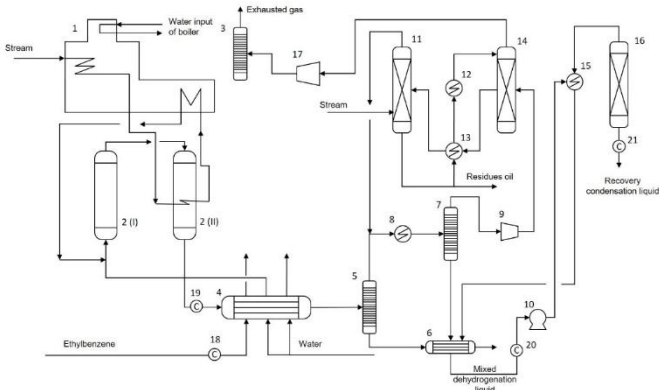 Exhausted gas
Water input
of boiler
1
3
17
11
14
16
Stream
12
15
Stream
13
21
Residues oil
Recovery
condensation liquid
2 (I)
2 (II)
7
8
9
5
19
4
10
6
20
Ethylbenzene
18
Water
Mixed
dehydrogenation
liquid
C
C
C
C